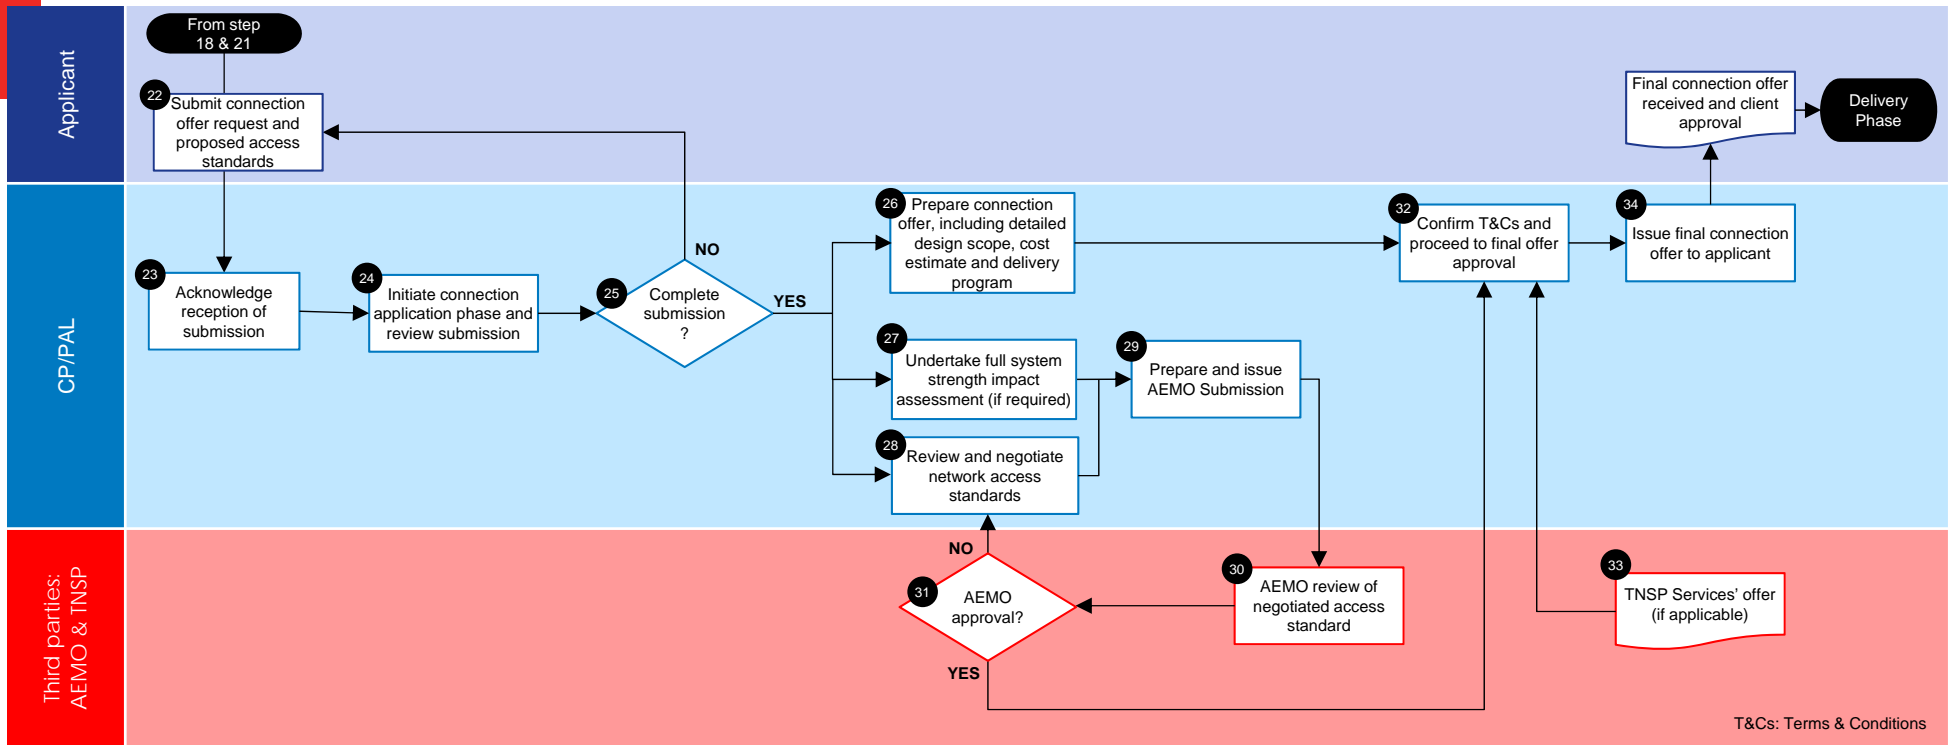 Applicant
From step
18 & 21
22
Submit connection
offer request and
proposed access
standards
Final connection offer
received and client
approval
Delivery
Phase
CP/PAL
23
Acknowledge
reception of
submission
24
Initiate connection
application phase and
review submission
25
Complete
submission
?
NO
YES
26
Prepare connection
offer, including detailed
design scope, cost
estimate and delivery
program
27
Undertake full system
strength impact
assessment (if required)
28
Review and negotiate
network access
standards
29
Prepare and issue
AEMO Submission
32
Confirm T&Cs and
proceed to final offer
approval
34
Issue final connection
offer to applicant
Third parties:
AEMO & TNSP
NO
31
AEMO
approval?
YES
30
AEMO review of
negotiated access
standard
33
TNSP Services’ offer
(if applicable)
T&Cs: Terms & Conditions